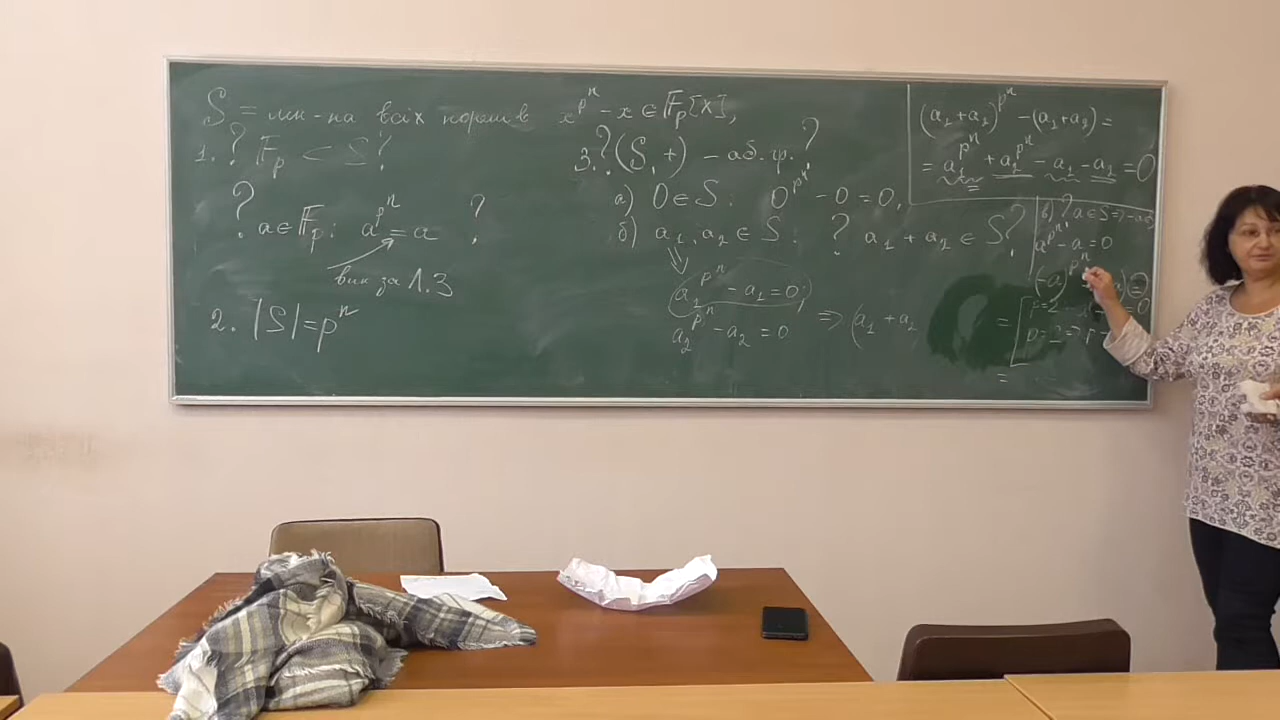 S = мн-на всіх коренів x^{p^n} - x ∈ F_p[x],
1. ? F_p ⊂ S ?
? a ∈ F_p : a^{p^n} = a ?
вик за Л.3
2. |S| = p^n
3. ? (S, +) – аб. гр. ?
а) 0 ∈ S : 0^{p^n} - 0 = 0,
б) a_1, a_2 ∈ S : ? a_1 + a_2 ∈ S ?
⇓
a_1^{p^n} - a_1 = 0;
a_2^{p^n} - a_2 = 0 ⇒ (a_1 + a_2
(a_1 + a_2)^{p^n} - (a_1 + a_2) =
= a_1^{p^n} + a_2^{p^n} - a_1 - a_2 = 0
в) ? a ∈ S ⇒ -a
a^{p^n} - a = 0
(-a)^{p^n}
=
=